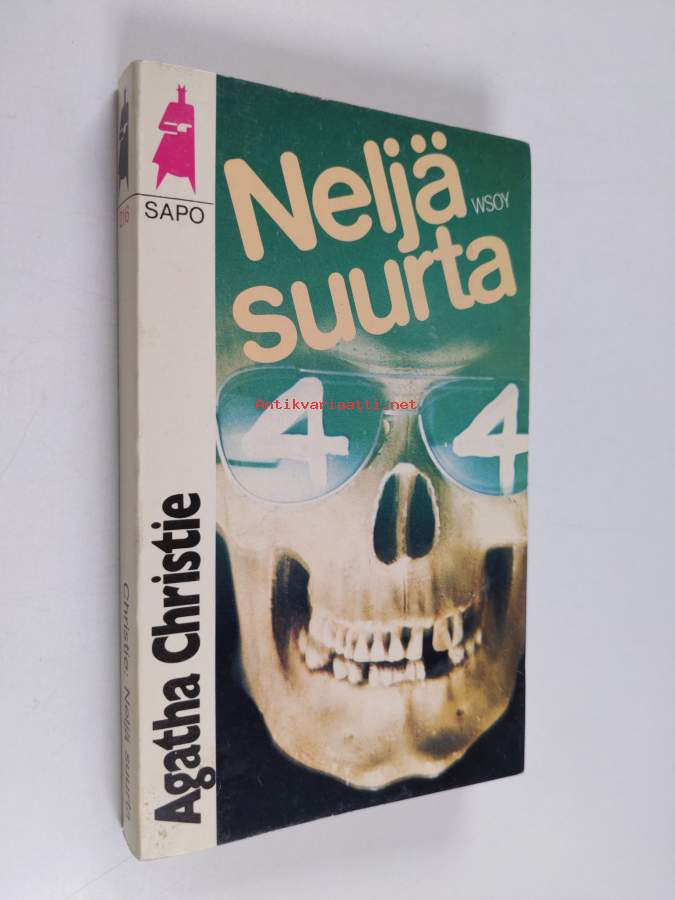 Neljä
WSOY
suurta
4 4
SAPO
Agatha Christie
Christie: Neljä suurta
Antikvariaatti.net